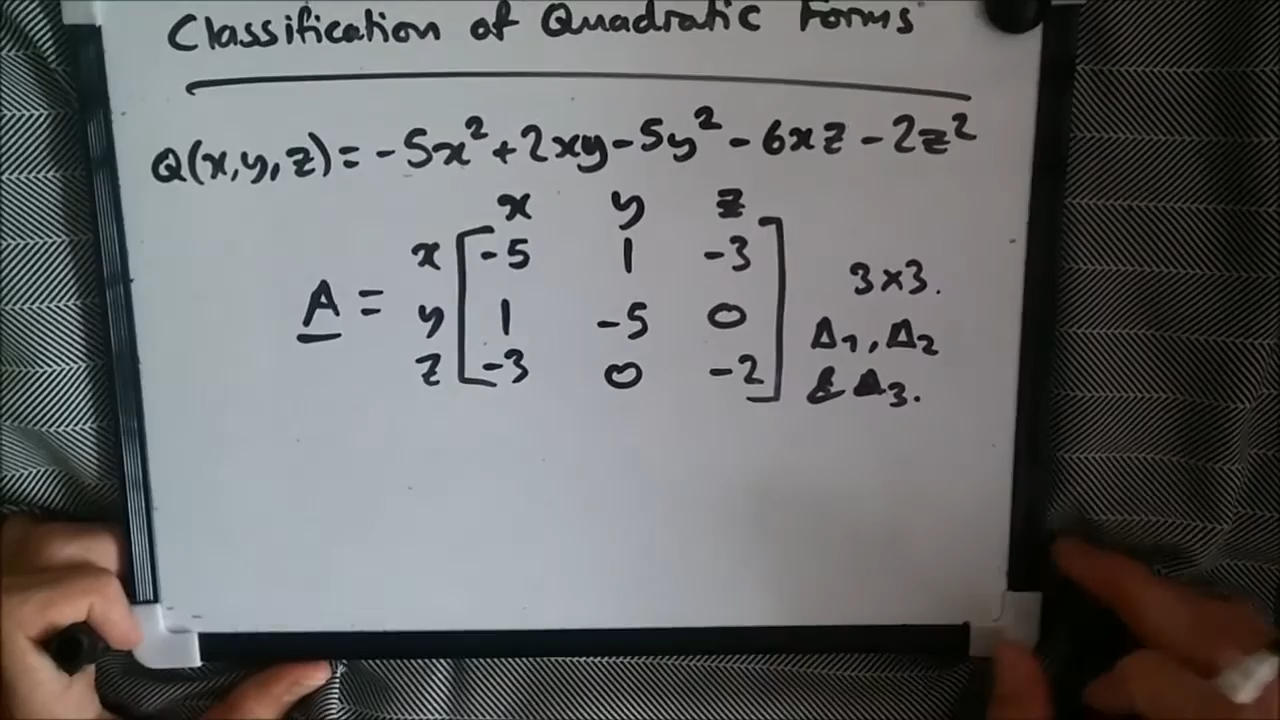 Classification of Quadratic Forms
Q(x,y,z)=-5x²+2xy-5y²-6xz-2z²
x y z
x -5 1 -3
A = y 1 -5 0
z -3 0 -2
3x3.
Δ1, Δ2
& Δ3.